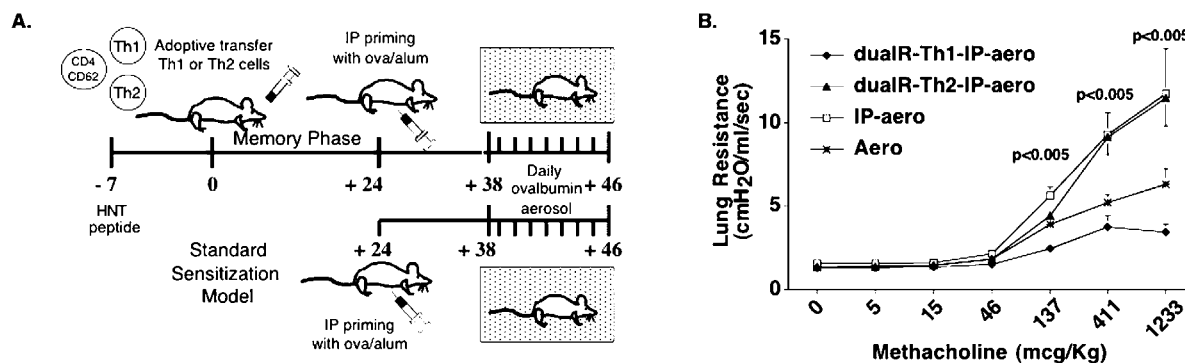 A.
Th1
CD4
CD62
Th2
Adoptive transfer
Th1 or Th2 cells
IP priming
with ova/alum
Memory Phase
- 7
0
+ 24
+ 38
+ 46
HNT
peptide
Daily
ovalbumin
aerosol
+ 24
+ 38
+ 46
Standard
Sensitization
Model
IP priming
with ova/alum
B.
Lung Resistance
(cmH2O/ml/sec)
15
10
5
0
dualR-Th1-IP-aero
dualR-Th2-IP-aero
IP-aero
Aero
p<0.005
p<0.005
p<0.005
0
5
15
46
137
411
1233
Methacholine (mcg/Kg)